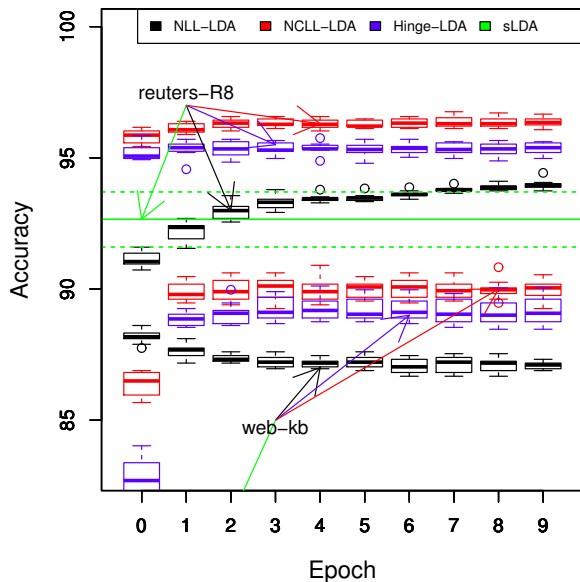 NLL−LDA NCLL−LDA Hinge−LDA sLDA
100
reuters−R8
95
Accuracy
90
85
web−kb
0 1 2 3 4 5 6 7 8 9
Epoch